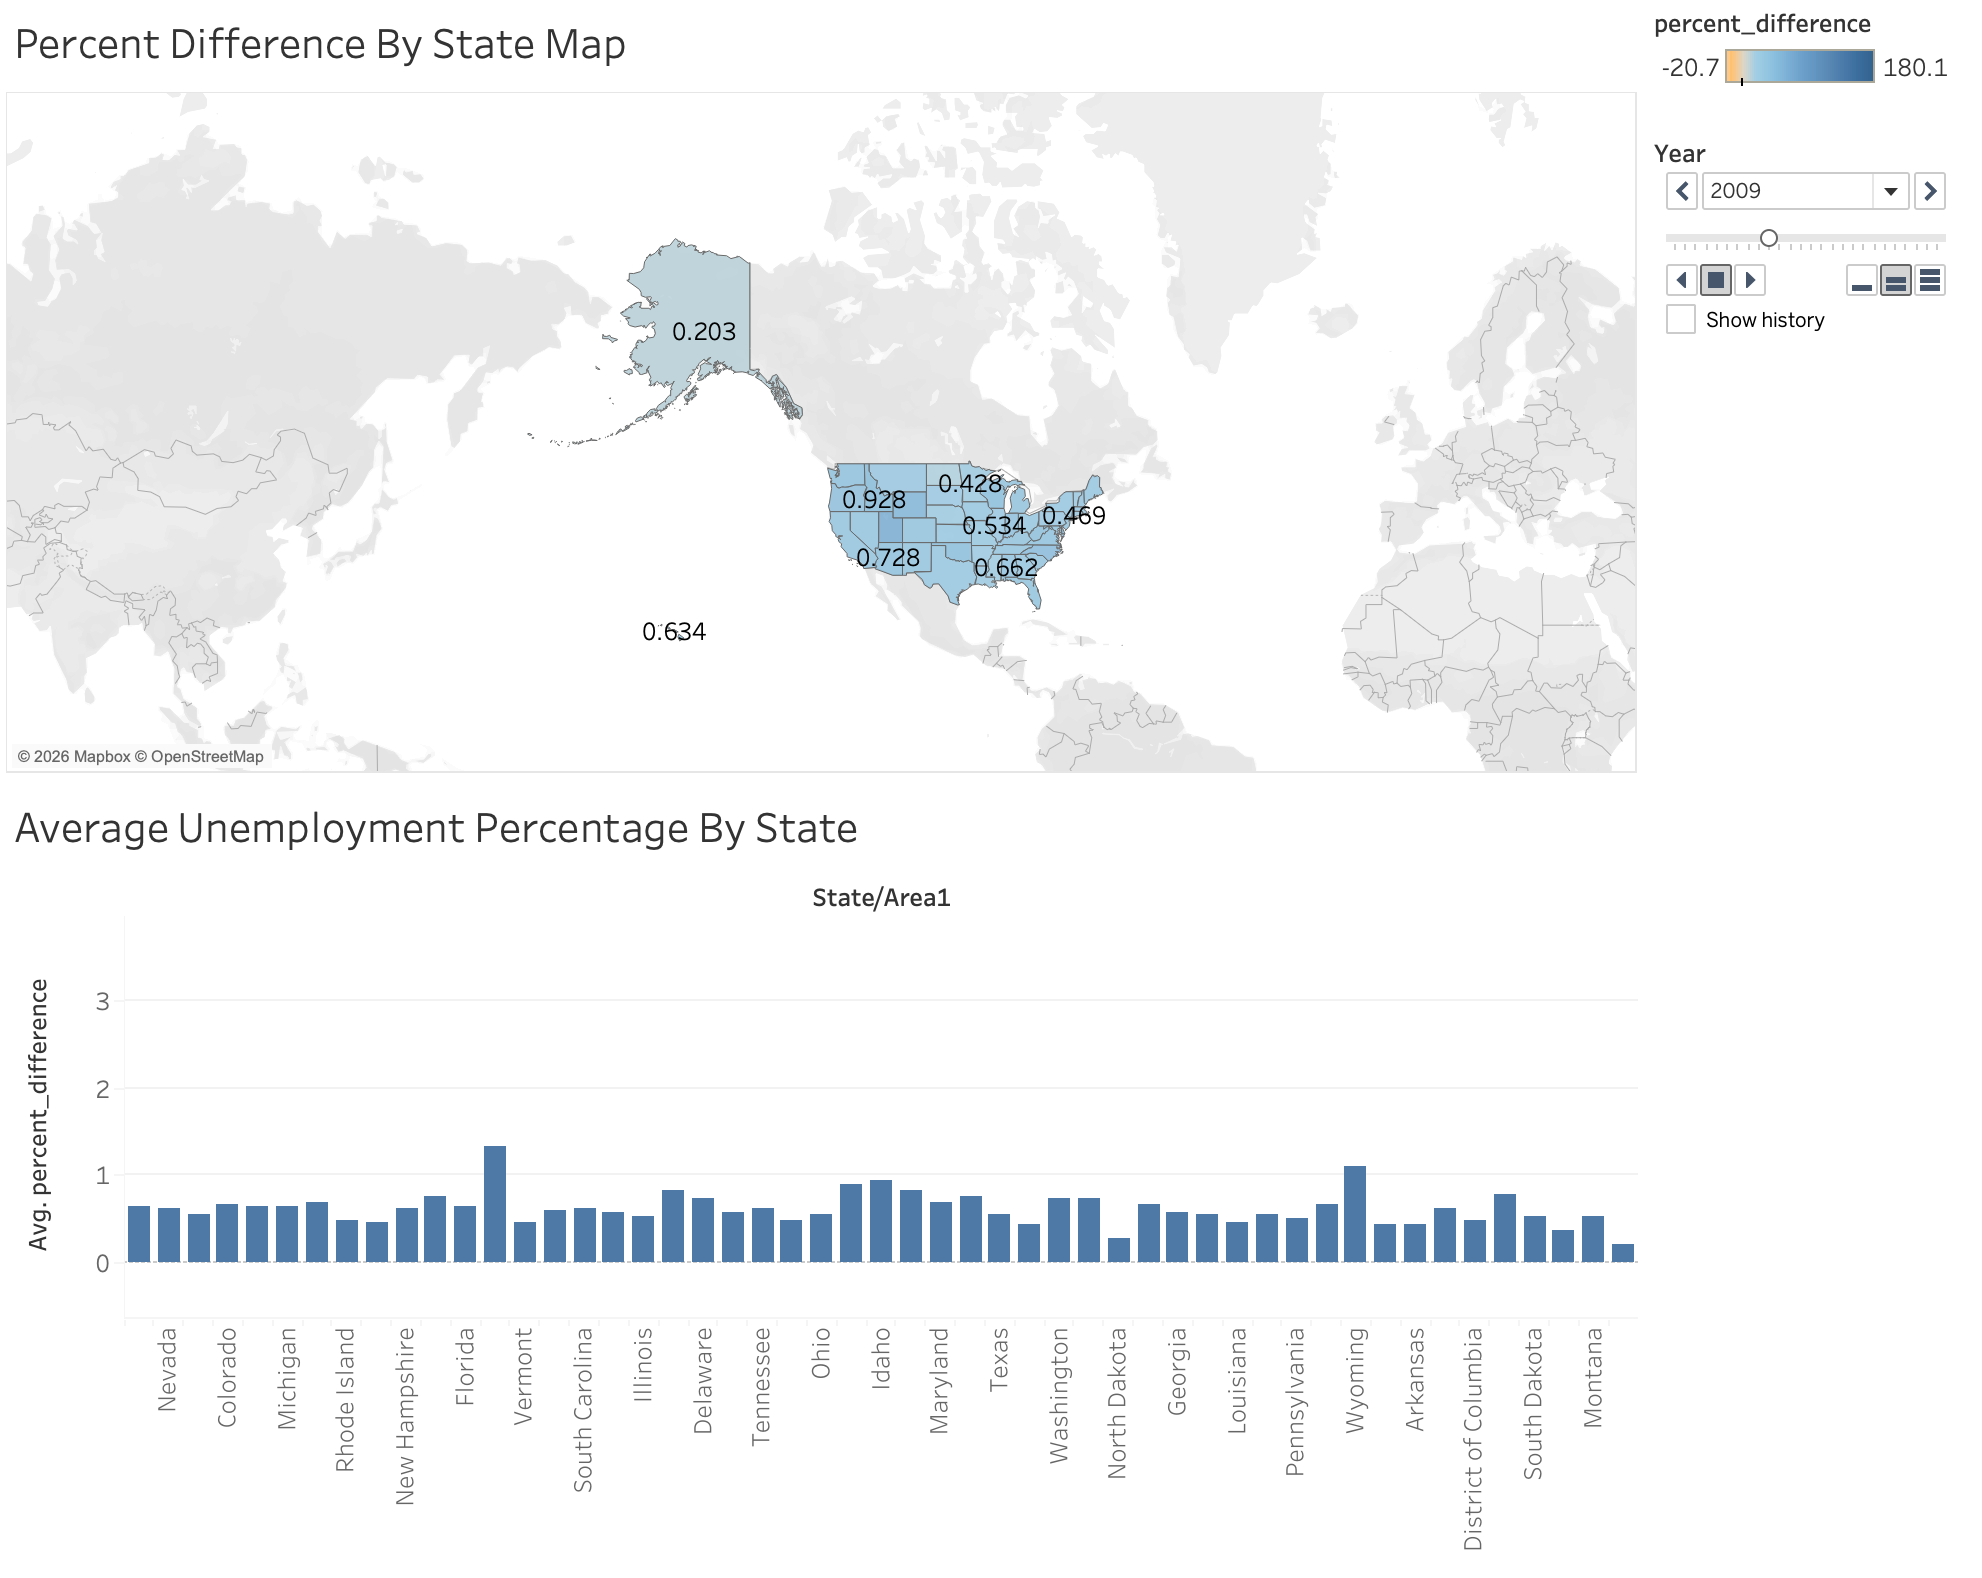 Percent Difference By State Map
percent_difference
-20.7 180.1
Year
2009
Show history
0.203
0.428
0.928
0.469
0.534
0.728
0.662
0.634
© 2026 Mapbox © OpenStreetMap
Average Unemployment Percentage By State
State/Area1
Avg. percent_difference
3
2
1
0
Nevada
Colorado
Michigan
Rhode Island
New Hampshire
Florida
Vermont
South Carolina
Illinois
Delaware
Tennessee
Ohio
Idaho
Maryland
Texas
Washington
North Dakota
Georgia
Louisiana
Pennsylvania
Wyoming
Arkansas
District of Columbia
South Dakota
Montana